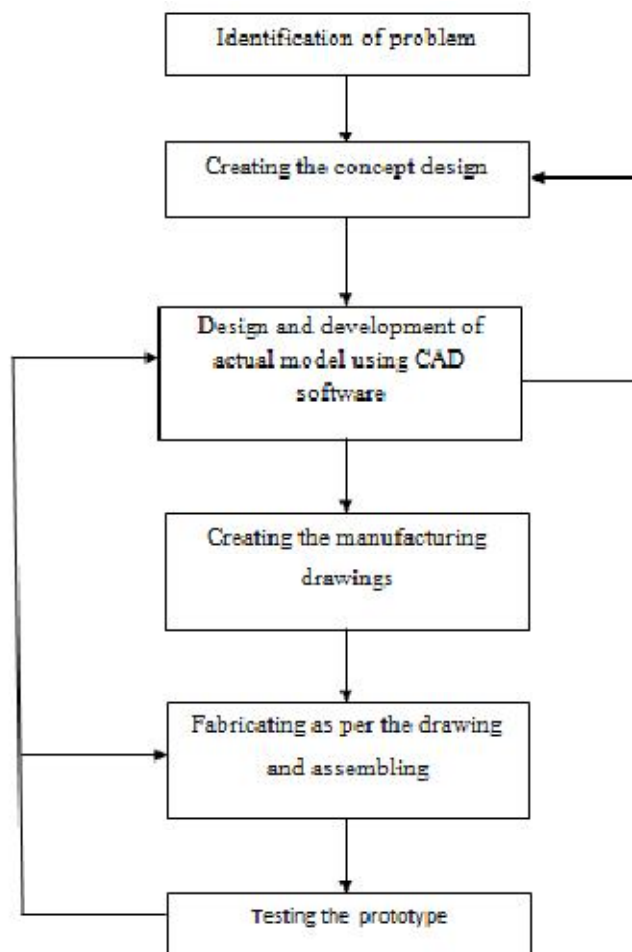 Identification of problem
Creating the concept design
Design and development of
actual model using CAD
software
Creating the manufacturing
drawings
Fabricating as per the drawing
and assembling
Testing the prototype